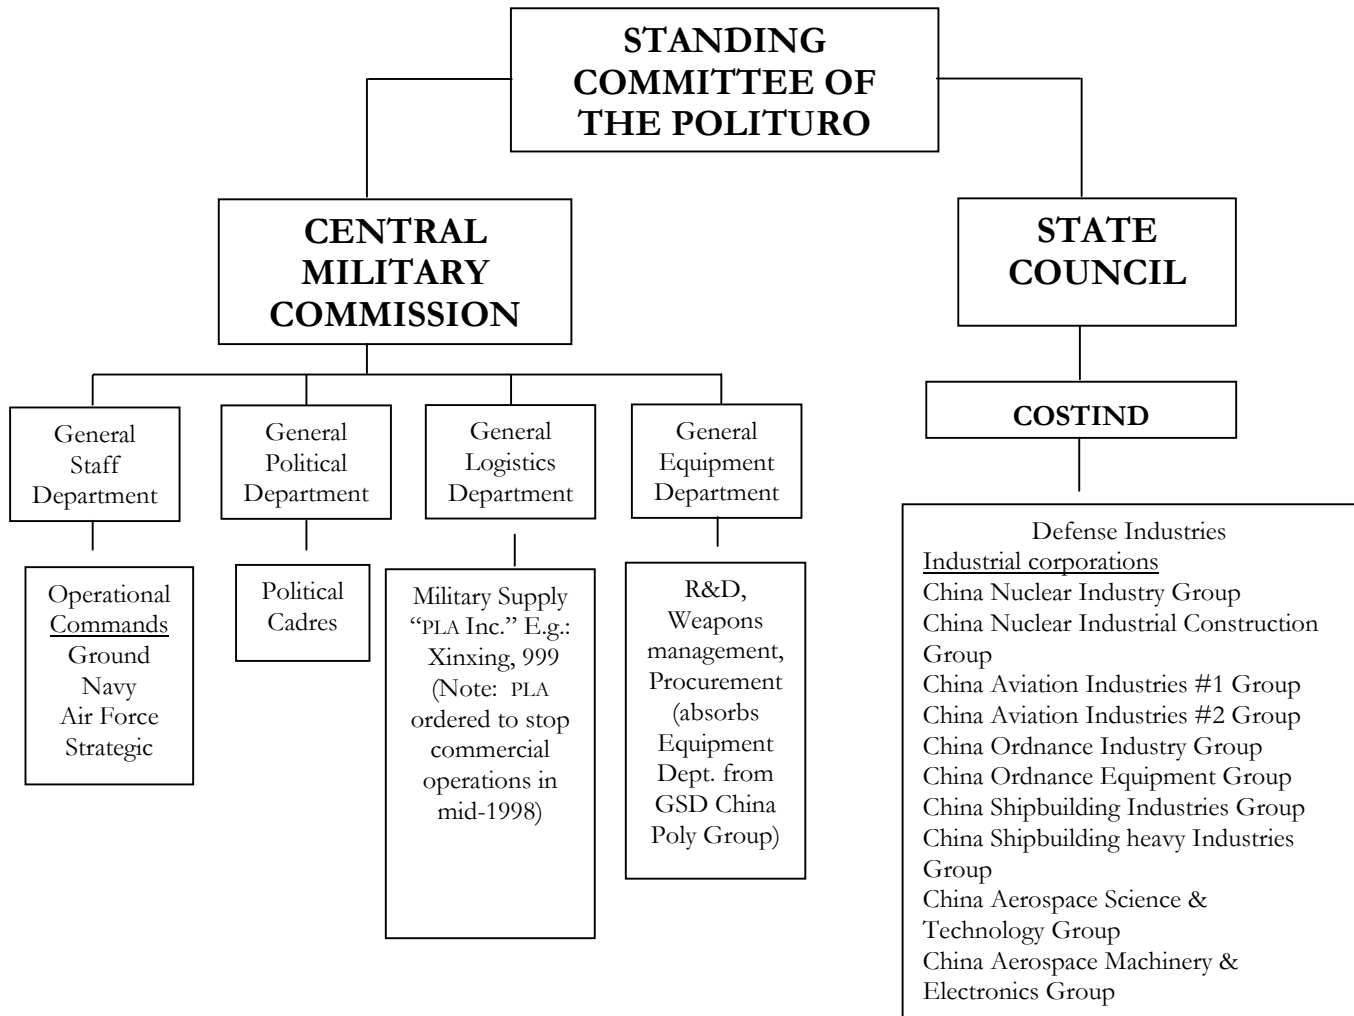 STANDING
COMMITTEE OF
THE POLITURO
CENTRAL
MILITARY
COMMISSION
STATE
COUNCIL
COSTIND
General
Staff
Department
General
Political
Department
General
Logistics
Department
General
Equipment
Department
Operational
Commands
Ground
Navy
Air Force
Strategic
Political
Cadres
Military Supply
“PLA Inc.” E.g.:
Xinxing, 999
(Note: PLA
ordered to stop
commercial
operations in
mid-1998)
R&D,
Weapons
management,
Procurement
(absorbs
Equipment
Dept. from
GSD China
Poly Group)
Defense Industries
Industrial corporations
China Nuclear Industry Group
China Nuclear Industrial Construction
Group
China Aviation Industries #1 Group
China Aviation Industries #2 Group
China Ordnance Industry Group
China Ordnance Equipment Group
China Shipbuilding Industries Group
China Shipbuilding heavy Industries
Group
China Aerospace Science &
Technology Group
China Aerospace Machinery &
Electronics Group